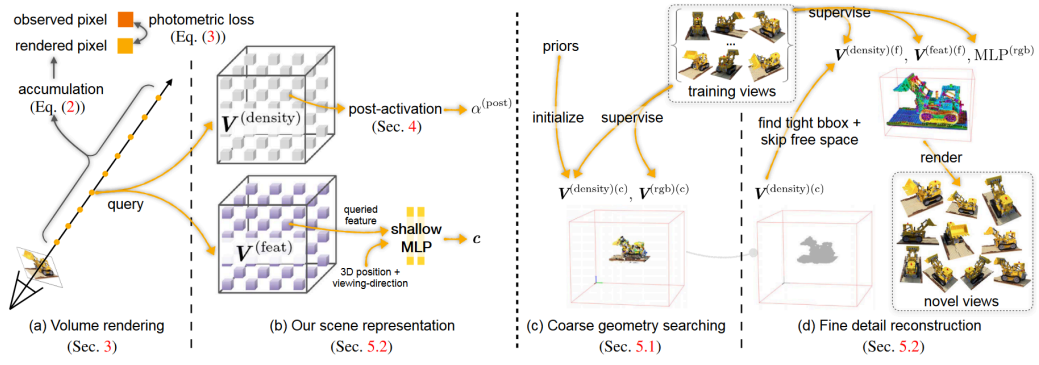 observed pixel
photometric loss
(Eq. (3))
rendered pixel
accumulation
(Eq. (2))
query
(a) Volume rendering
(Sec. 3)
V^(density)
post-activation
(Sec. 4)
α^(post)
V^(feat)
queried
feature
shallow
MLP
c
3D position +
viewing-direction
(b) Our scene representation
(Sec. 5.2)
priors
initialize
supervise
...
training views
V^(density)(c), V^(rgb)(c)
(c) Coarse geometry searching
(Sec. 5.1)
supervise
V^(density)(f), V^(feat)(f), MLP^(rgb)
find tight bbox +
skip free space
render
V^(density)(c)
novel views
(d) Fine detail reconstruction
(Sec. 5.2)